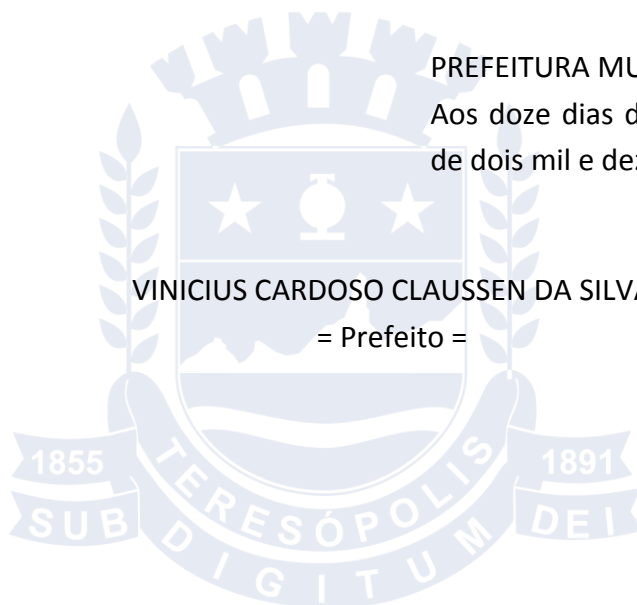 PREFEITURA MU
Aos doze dias d
de dois mil e dez
VINICIUS CARDOSO CLAUSSEN DA SILVA
= Prefeito =
1855
1891
TERESÓPOLIS
SUB
DIGITUM
DEI